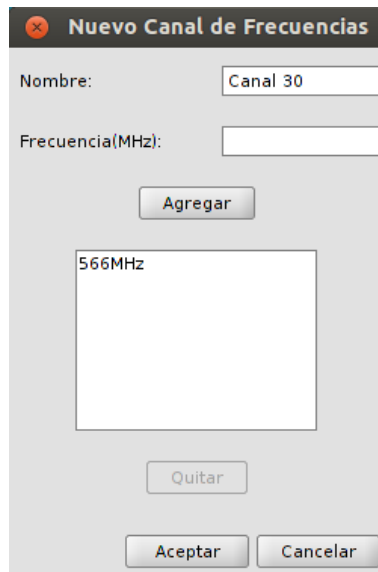 Nuevo Canal de Frecuencias
Nombre: Canal 30
Frecuencia(MHz):
Agregar
566MHz
Quitar
Aceptar Cancelar